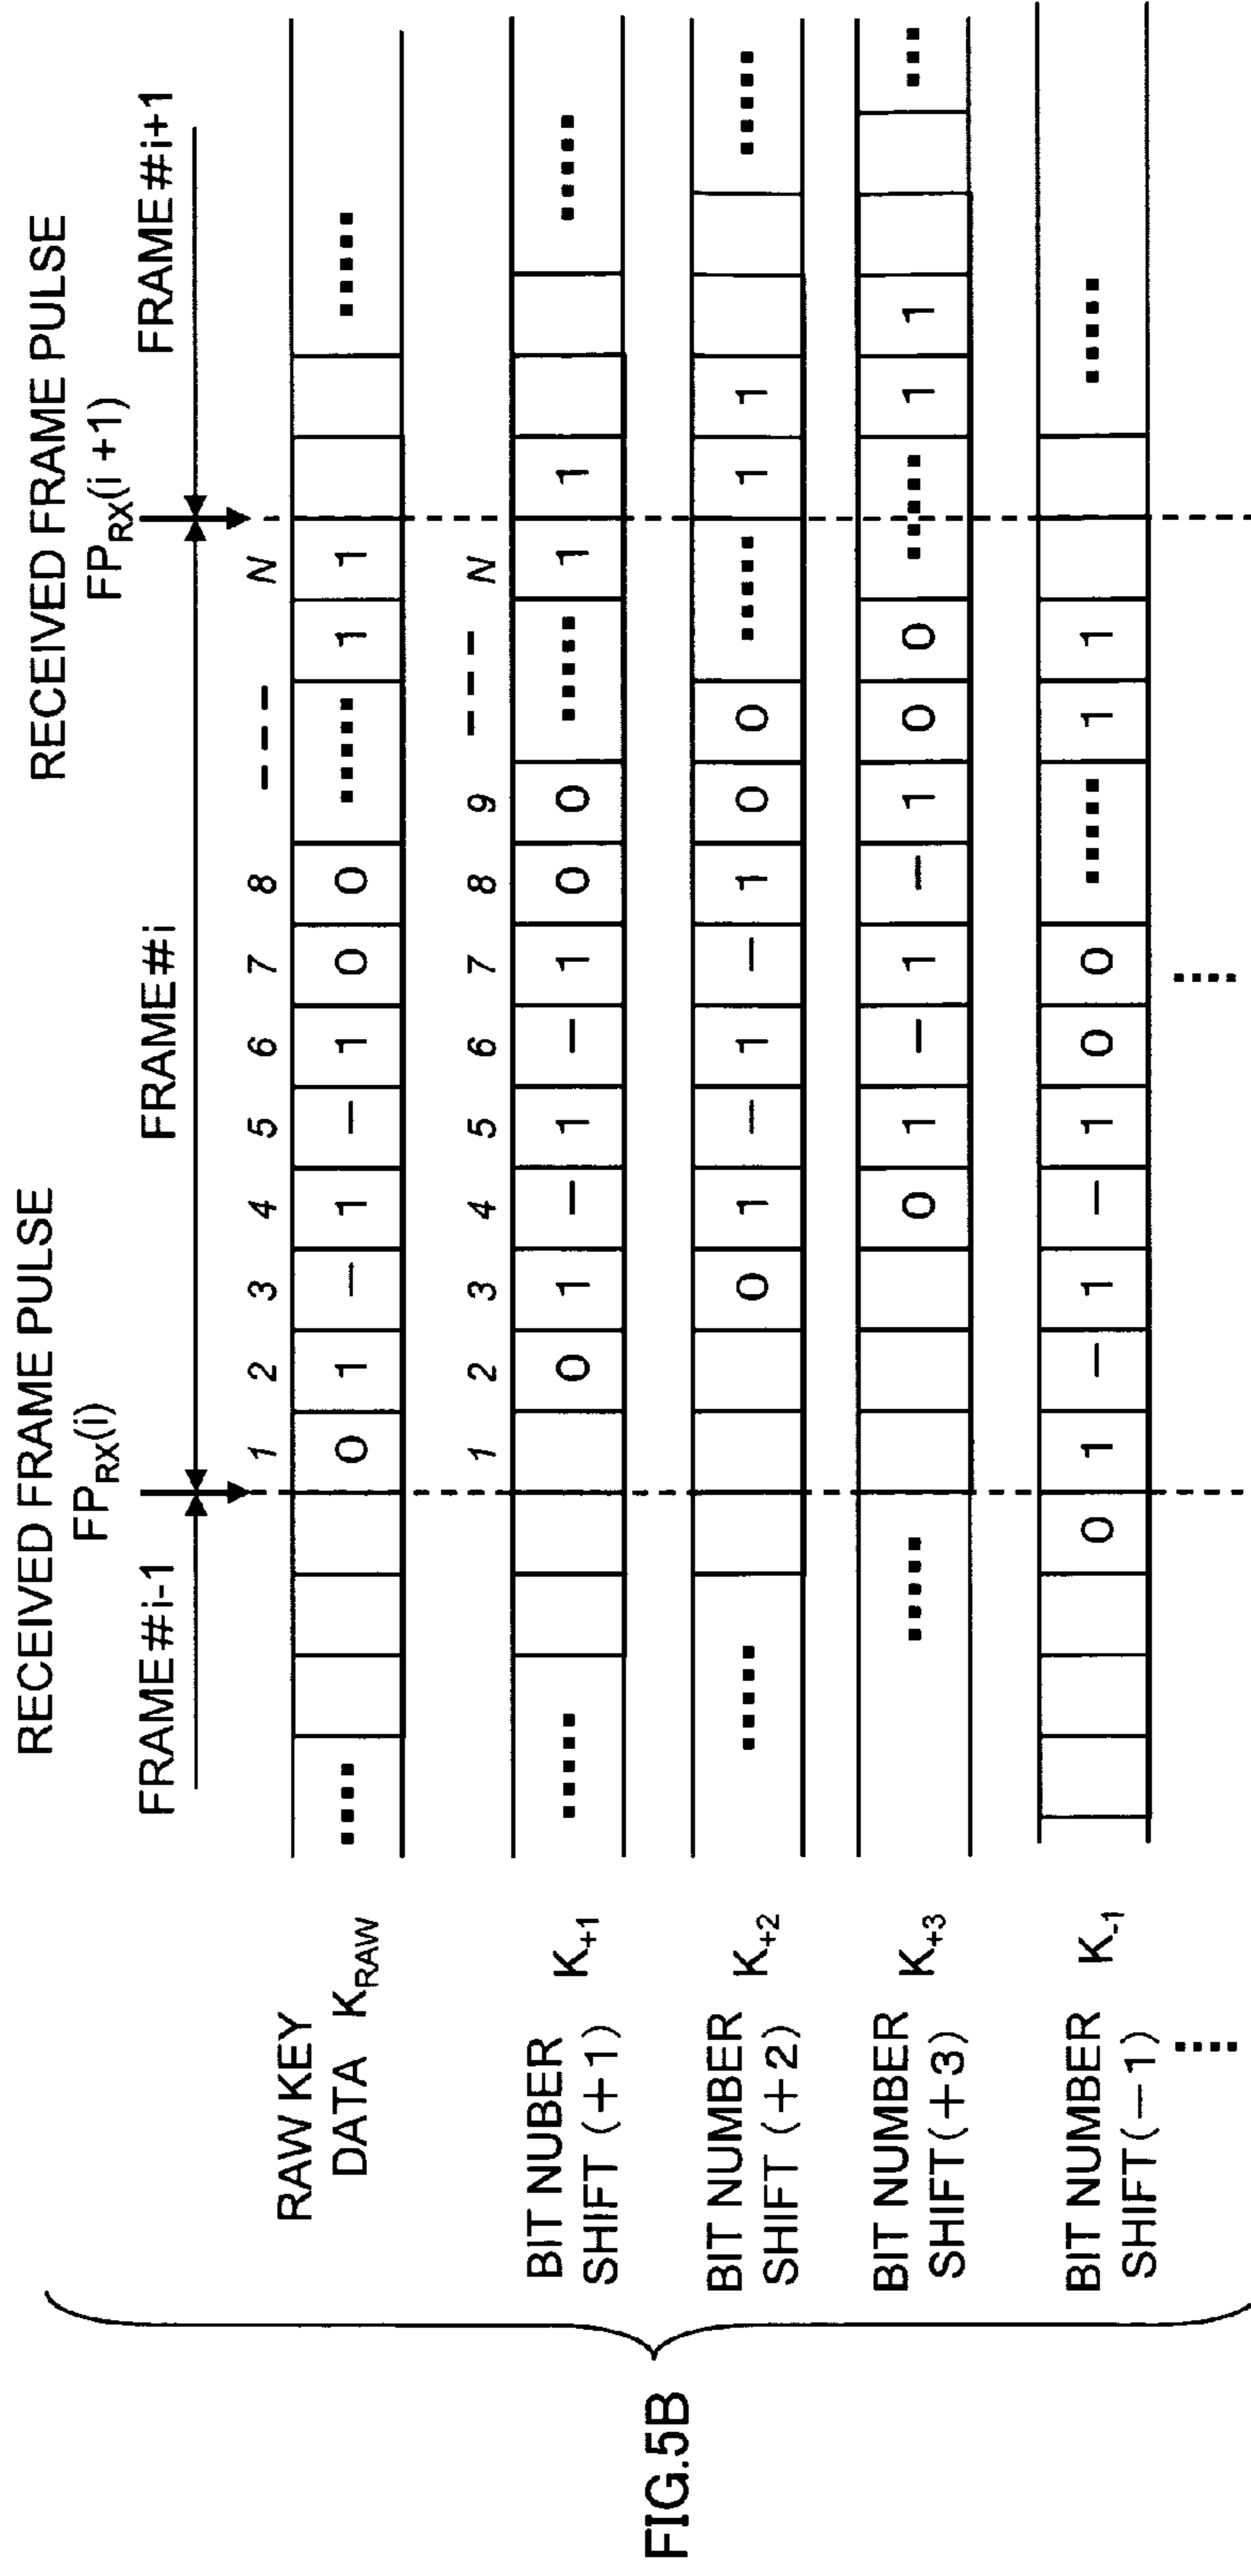 RECEIVED FRAME PULSE
FP_RX(i)
RECEIVED FRAME PULSE
FP_RX(i +1)
FRAME#i-1
FRAME#i
FRAME#i+1
1 2 3 4 5 6 7 8 --- N
RAW KEY
DATA K_RAW
..... 0 1 – 1 – 1 0 0 ...... 1 1 ......
1 2 3 4 5 6 7 8 9 --- N
BIT NUBER
SHIFT (+1) K+1
...... 0 1 – 1 – 1 0 0 ...... 1 1 ......
BIT NUMBER
SHIFT (+2) K+2
...... 0 1 – 1 – 1 0 0 ...... 1 1 ......
BIT NUMBER
SHIFT(+3) K+3
...... 0 1 – 1 – 1 0 0 ...... 1 1 ...
BIT NUMBER
SHIFT(−1) K-1
0 1 – 1 – 1 0 0 ...... 1 1 ......
FIG.5B